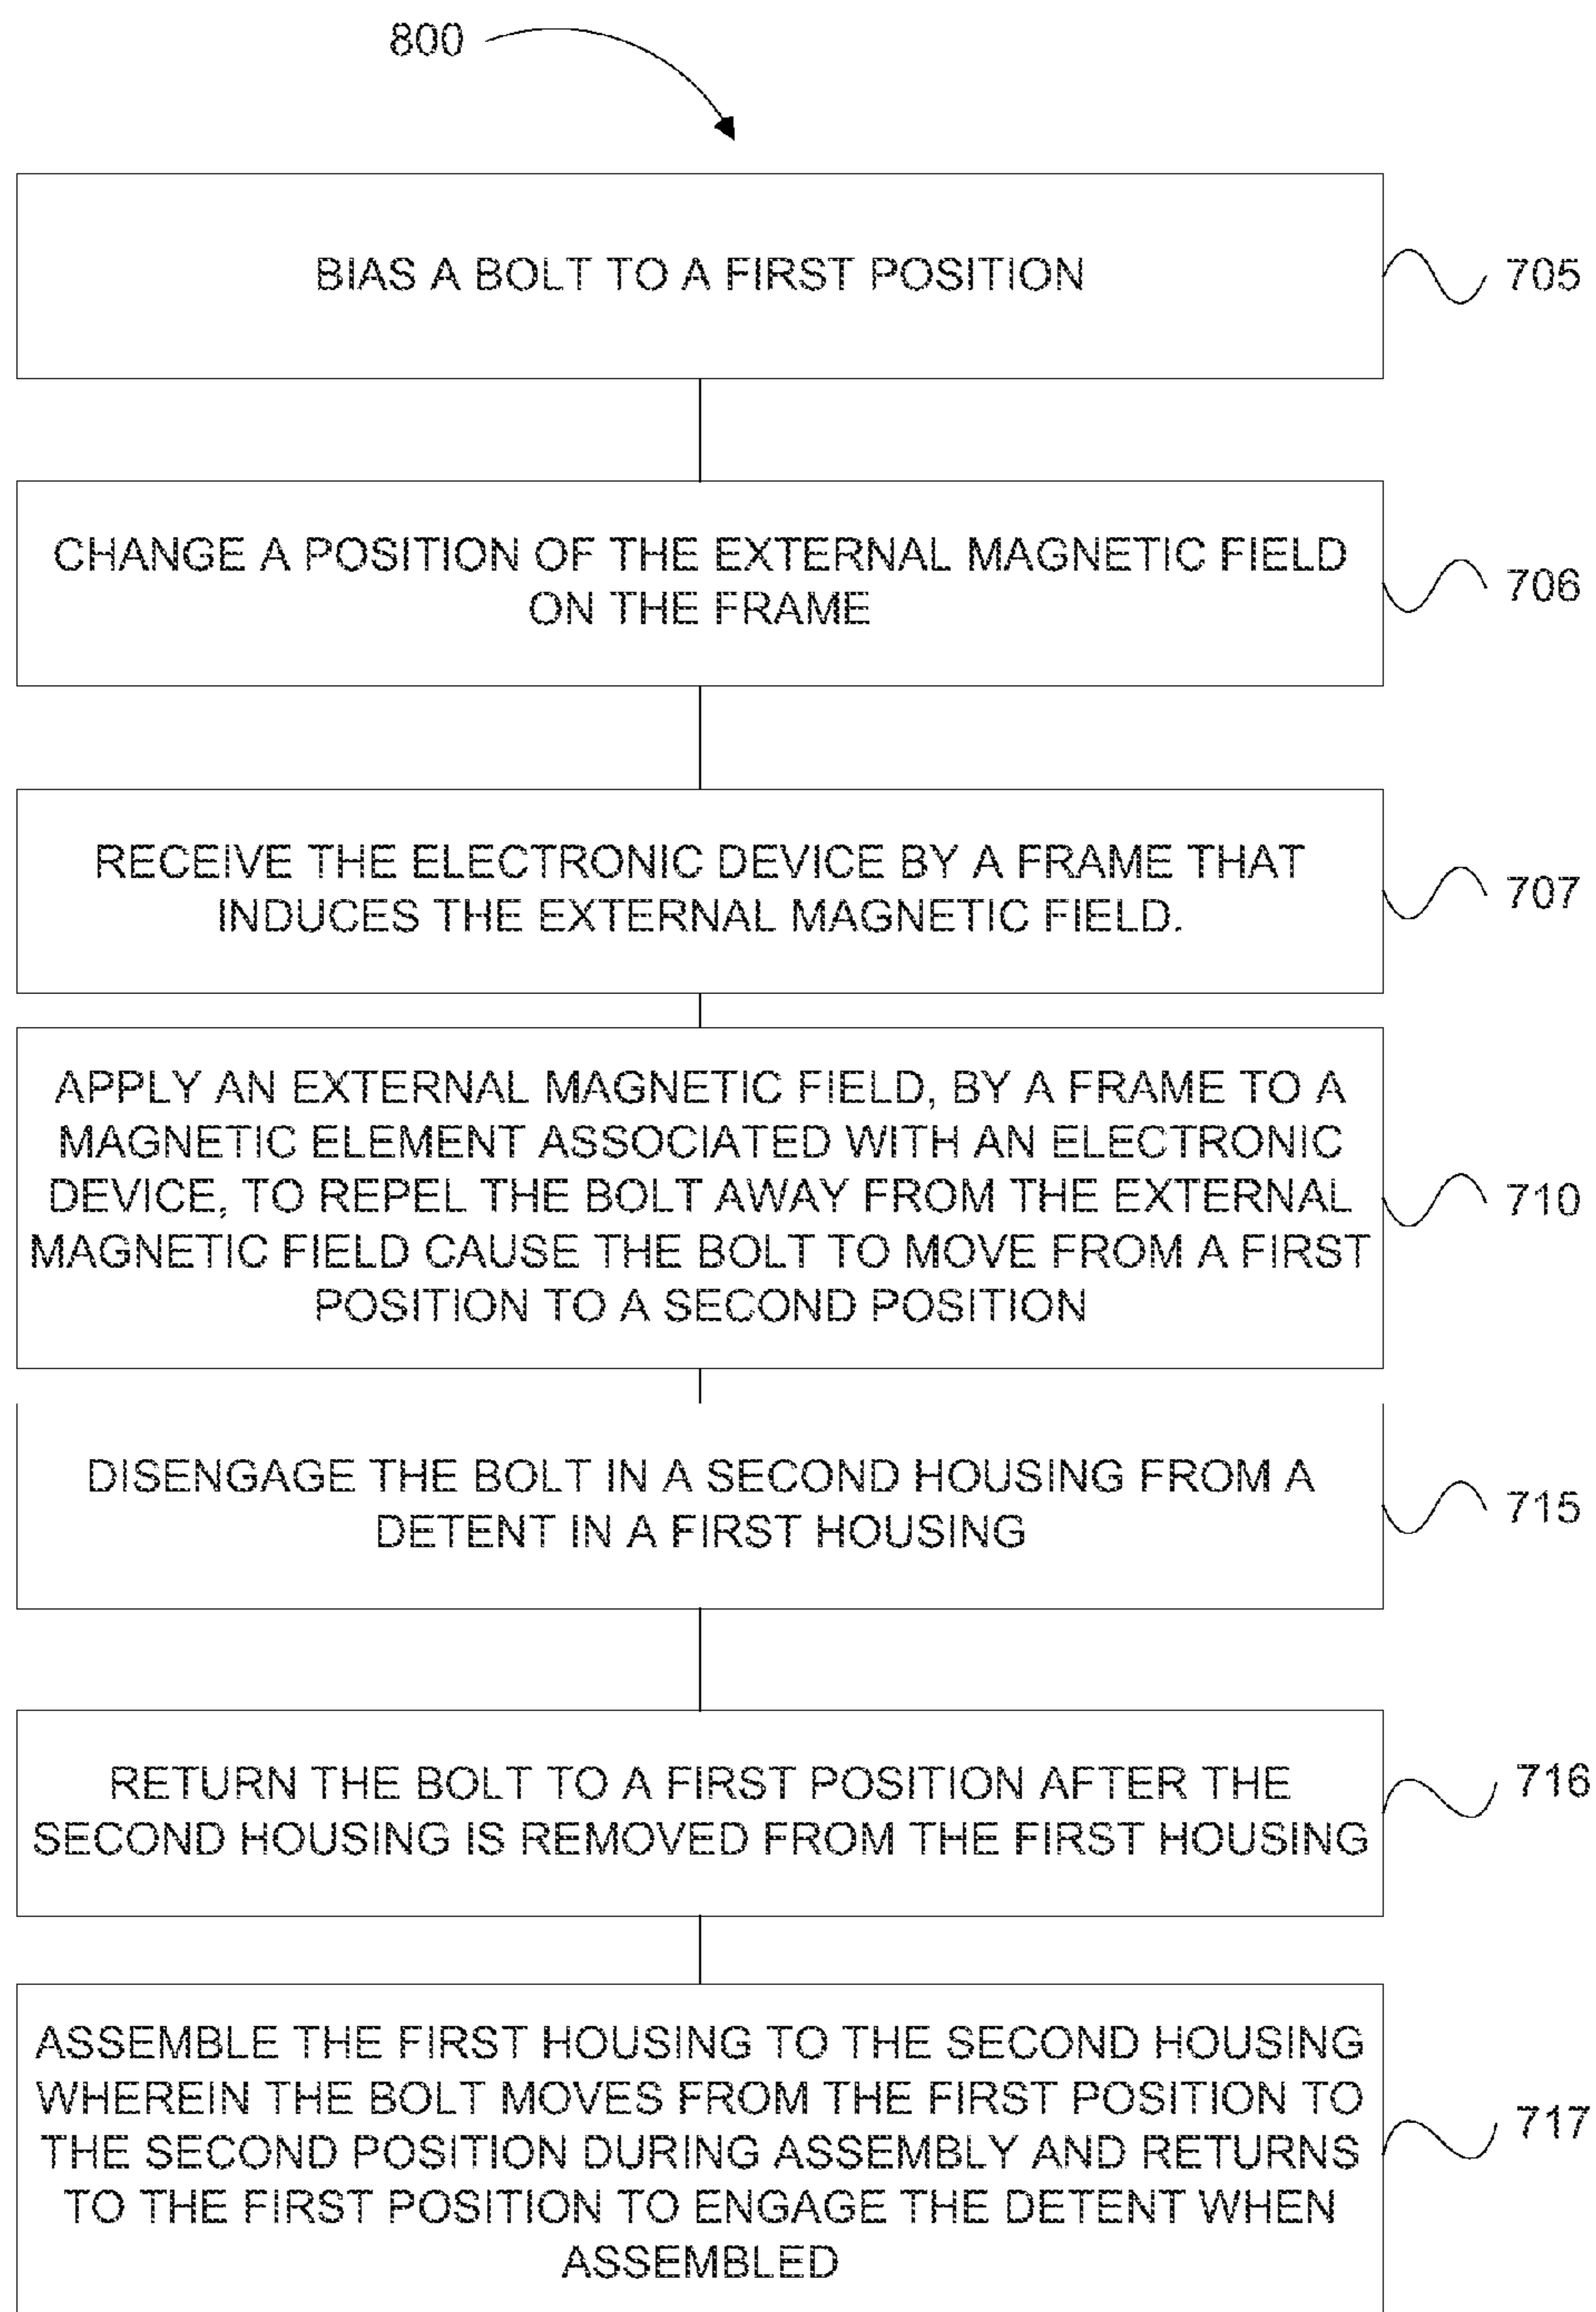 800
BIAS A BOLT TO A FIRST POSITION
705
CHANGE A POSITION OF THE EXTERNAL MAGNETIC FIELD
ON THE FRAME
706
RECEIVE THE ELECTRONIC DEVICE BY A FRAME THAT
INDUCES THE EXTERNAL MAGNETIC FIELD.
707
APPLY AN EXTERNAL MAGNETIC FIELD, BY A FRAME TO A
MAGNETIC ELEMENT ASSOCIATED WITH AN ELECTRONIC
DEVICE, TO REPEL THE BOLT AWAY FROM THE EXTERNAL
MAGNETIC FIELD CAUSE THE BOLT TO MOVE FROM A FIRST
POSITION TO A SECOND POSITION
710
DISENGAGE THE BOLT IN A SECOND HOUSING FROM A
DETENT IN A FIRST HOUSING
715
RETURN THE BOLT TO A FIRST POSITION AFTER THE
SECOND HOUSING IS REMOVED FROM THE FIRST HOUSING
716
ASSEMBLE THE FIRST HOUSING TO THE SECOND HOUSING
WHEREIN THE BOLT MOVES FROM THE FIRST POSITION TO
THE SECOND POSITION DURING ASSEMBLY AND RETURNS
TO THE FIRST POSITION TO ENGAGE THE DETENT WHEN
ASSEMBLED
717